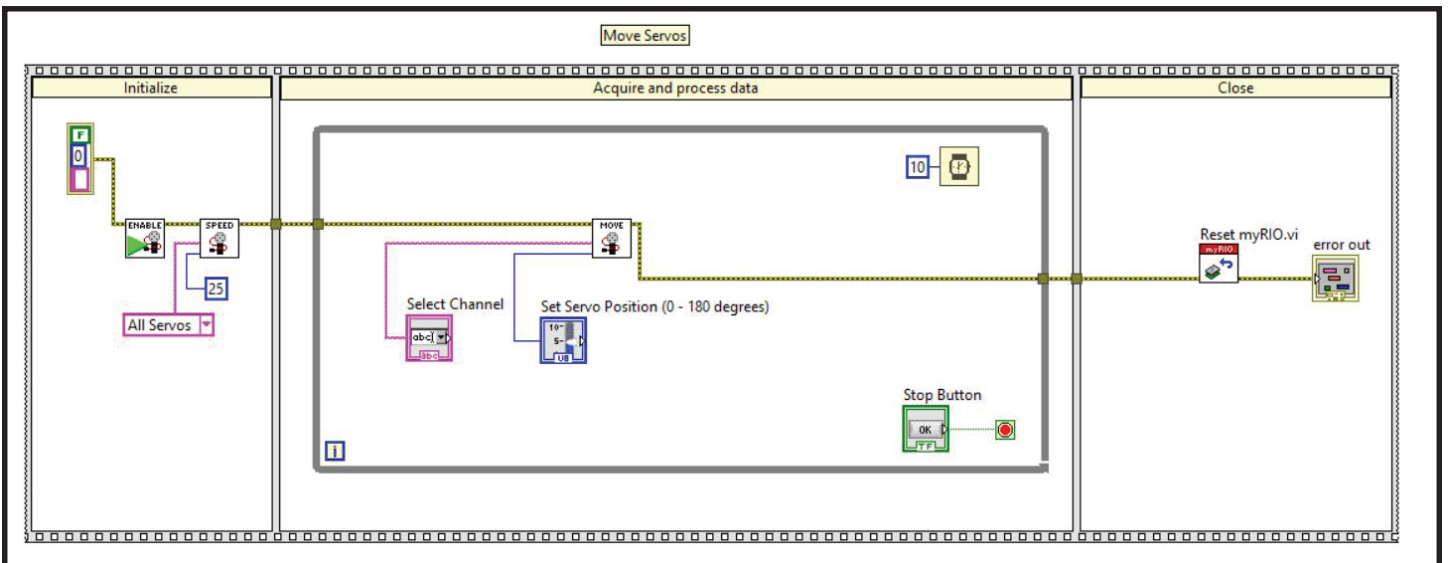 Move Servos
Initialize
Acquire and process data
Close
F
0
10
ENABLE
SPEED
MOVE
Reset myRIO.vi
myRIO
error out
25
Select Channel
Set Servo Position (0 - 180 degrees)
All Servos
abc
abc
10-
5-
U8
Stop Button
OK
TF
i